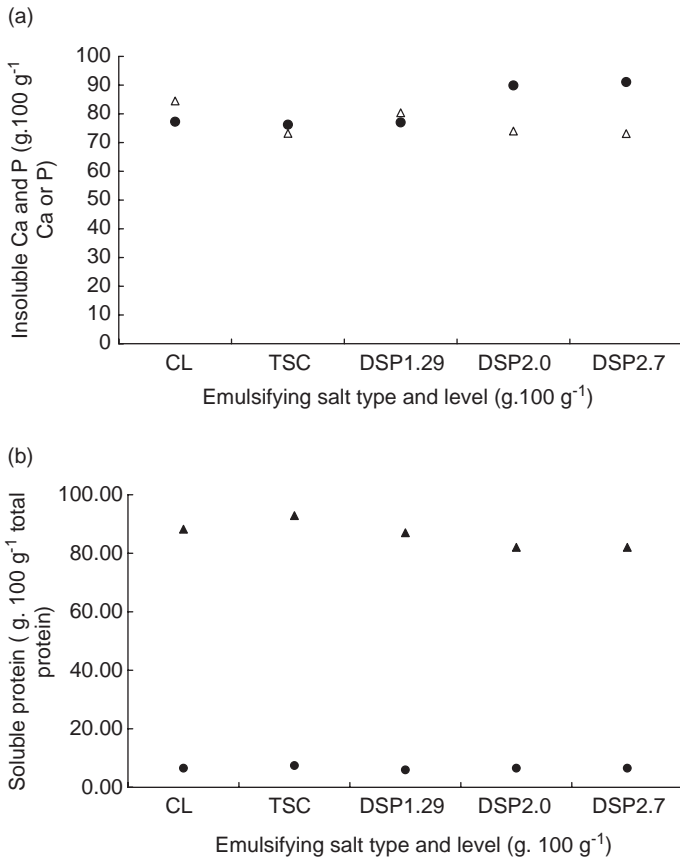 (a)
Insoluble Ca and P (g.100 g-1
Ca or P)
100
90
80
70
60
50
40
30
20
10
0
CL TSC DSP1.29 DSP2.0 DSP2.7
Emulsifying salt type and level (g.100 g-1)
(b)
Soluble protein ( g. 100 g-1 total
protein)
100.00
80.00
60.00
40.00
20.00
0.00
CL TSC DSP1.29 DSP2.0 DSP2.7
Emulsifying salt type and level (g. 100 g-1)